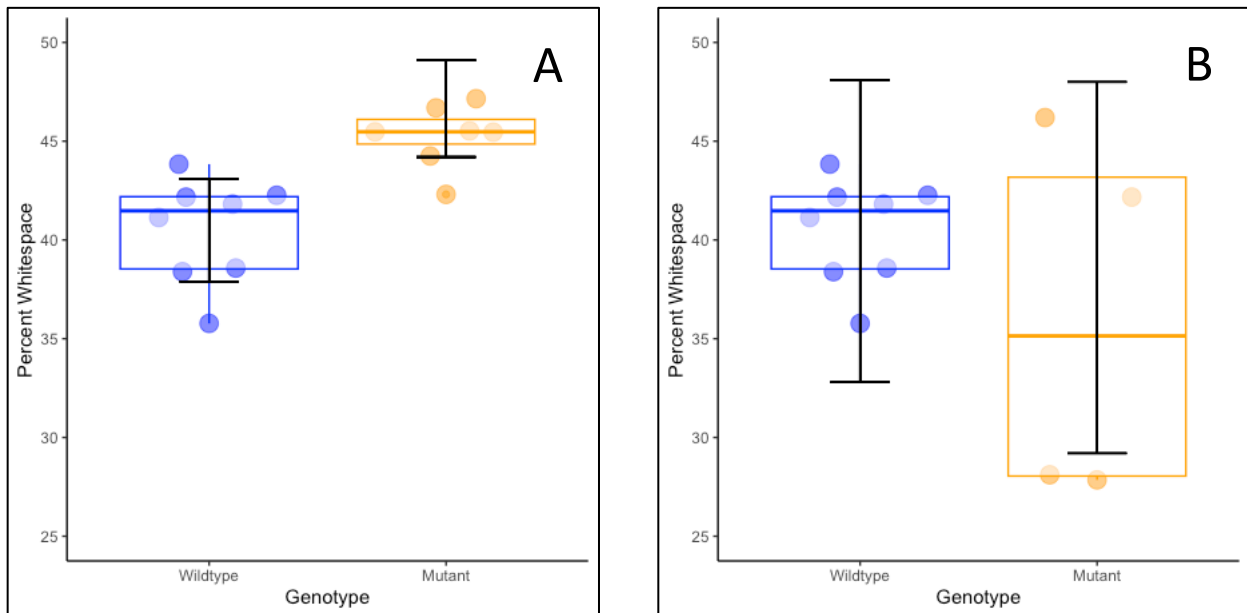 A
50
45
40
35
30
25
Percent Whitespace
Wildtype
Mutant
Genotype
B
50
45
40
35
30
25
Percent Whitespace
Wildtype
Mutant
Genotype